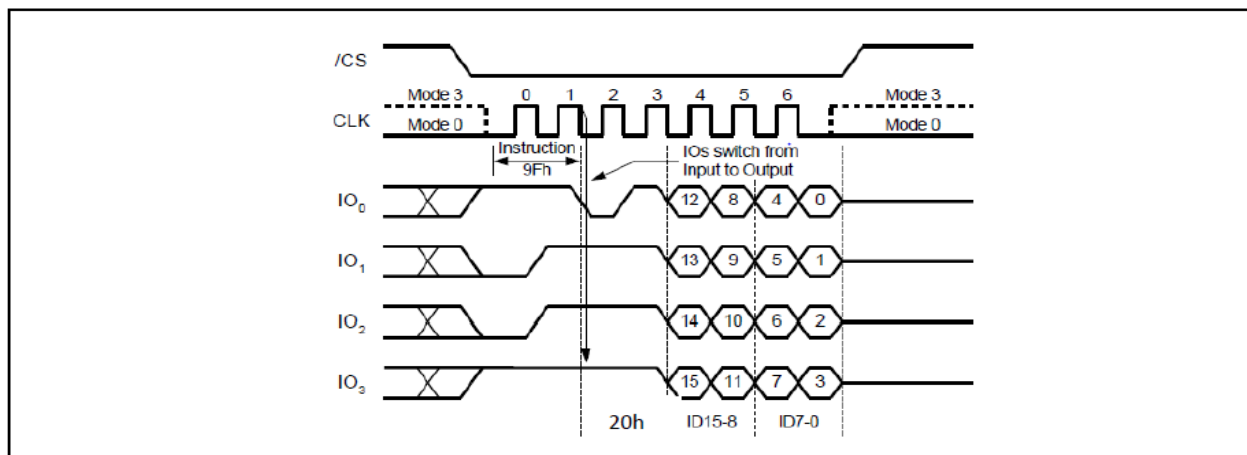 /CS
Mode 3 0 1 2 3 4 5 6 Mode 3
CLK
Mode 0 Mode 0
Instruction
9Fh
IOs switch from
Input to Output
IO0 12 8 4 0
IO1 13 9 5 1
IO2 14 10 6 2
IO3 15 11 7 3
20h ID15-8 ID7-0